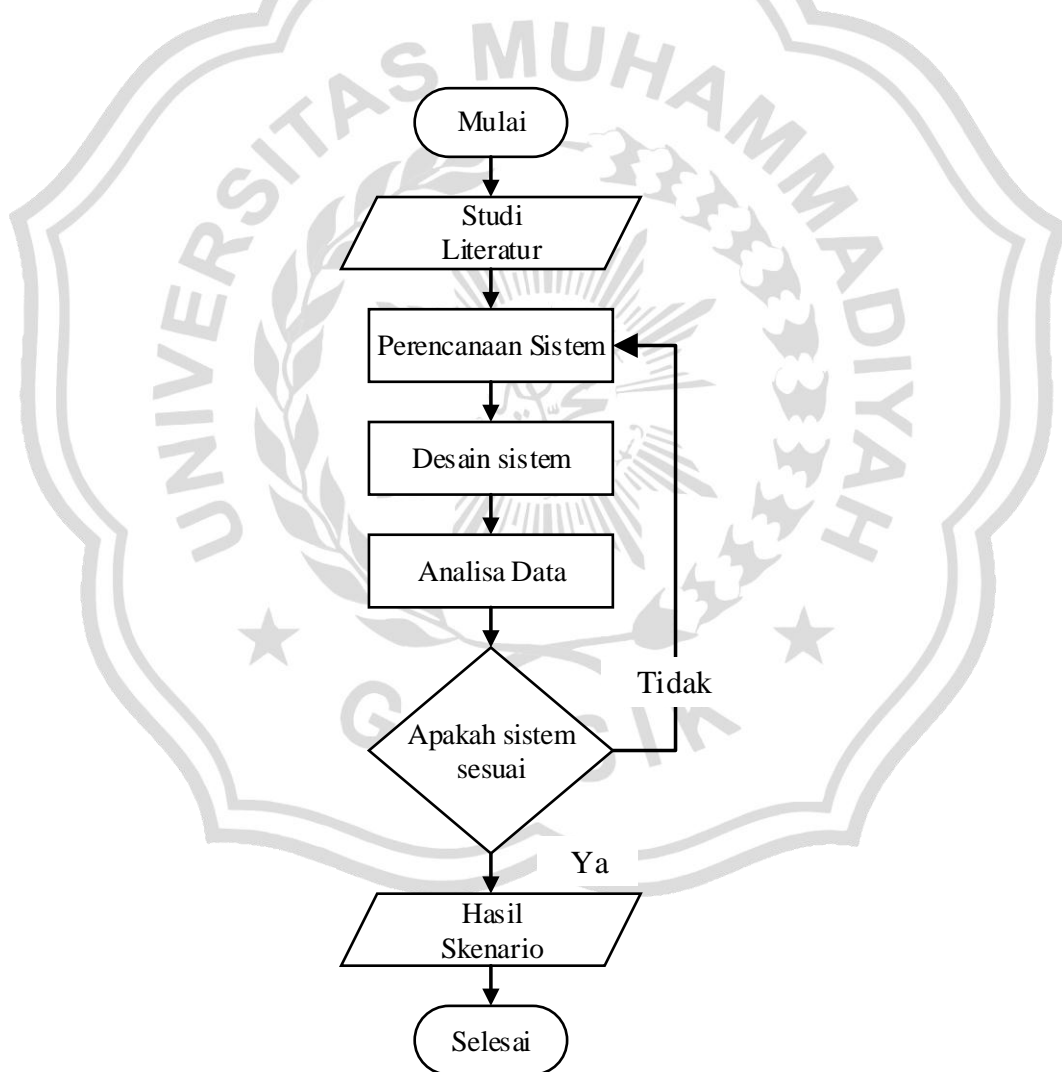 UNIVERSITAS MUHAMMADIYAH
Mulai
Studi
Literatur
Perencanaan Sistem
Desain sistem
Analisa Data
Tidak
Apakah sistem
sesuai
Ya
Hasil
Skenario
Selesai